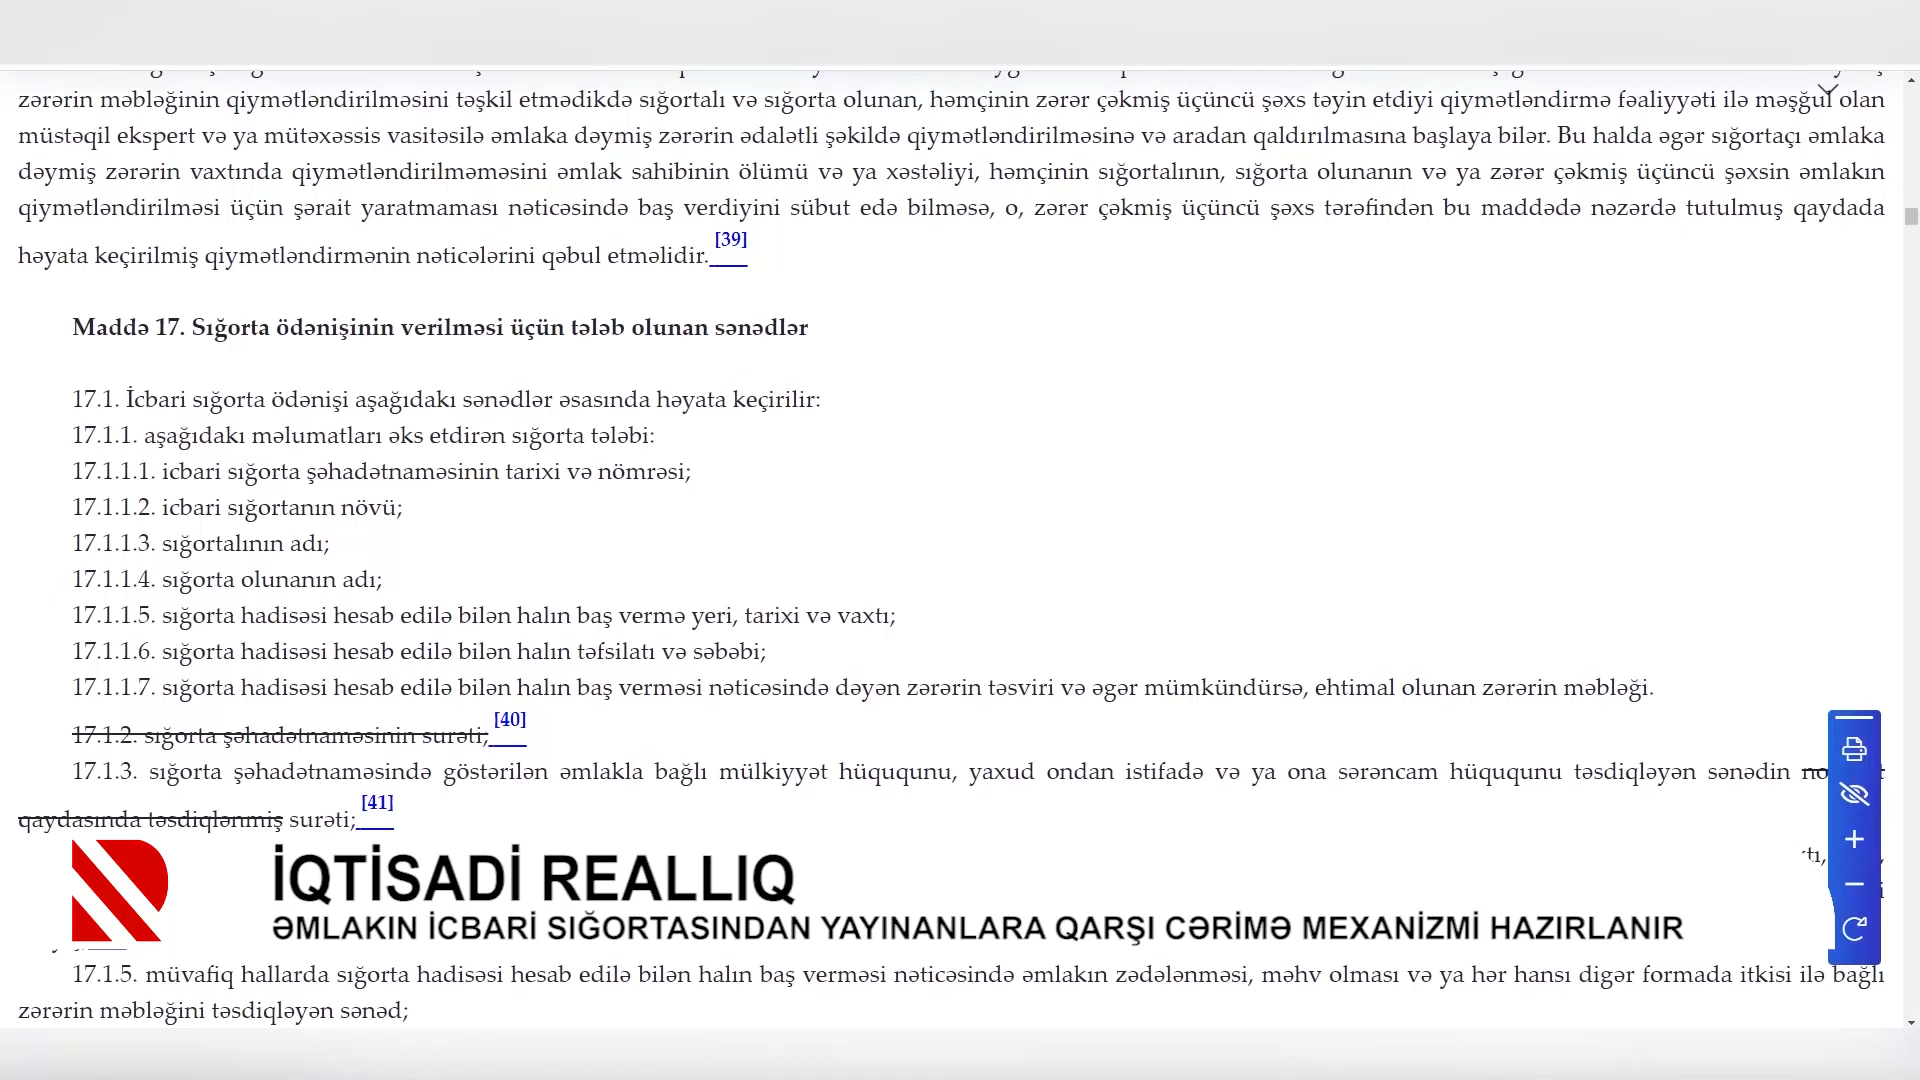 zərərin məbləğinin qiymətləndirilməsini təşkil etmədikdə sığortalı və sığorta olunan, həmçinin zərər çəkmiş üçüncü şəxs təyin etdiyi qiymətləndirmə fəaliyyəti ilə məşğul olan
müstəqil ekspert və ya mütəxəssis vasitəsilə əmlaka dəymiş zərərin ədalətli şəkildə qiymətləndirilməsinə və aradan qaldırılmasına başlaya bilər. Bu halda əgər sığortaçı əmlaka
dəymiş zərərin vaxtında qiymətləndirilməməsini əmlak sahibinin ölümü və ya xəstəliyi, həmçinin sığortalının, sığorta olunanın və ya zərər çəkmiş üçüncü şəxsin əmlakın
qiymətləndirilməsi üçün şərait yaratmaması nəticəsində baş verdiyini sübut edə bilməsə, o, zərər çəkmiş üçüncü şəxs tərəfindən bu maddədə nəzərdə tutulmuş qaydada
həyata keçirilmiş qiymətləndirmənin nəticələrini qəbul etməlidir.[39]
Maddə 17. Sığorta ödənişinin verilməsi üçün tələb olunan sənədlər
17.1. İcbari sığorta ödənişi aşağıdakı sənədlər əsasında həyata keçirilir:
17.1.1. aşağıdakı məlumatları əks etdirən sığorta tələbi:
17.1.1.1. icbari sığorta şəhadətnaməsinin tarixi və nömrəsi;
17.1.1.2. icbari sığortanın növü;
17.1.1.3. sığortalının adı;
17.1.1.4. sığorta olunanın adı;
17.1.1.5. sığorta hadisəsi hesab edilə bilən halın baş vermə yeri, tarixi və vaxtı;
17.1.1.6. sığorta hadisəsi hesab edilə bilən halın təfsilatı və səbəbi;
17.1.1.7. sığorta hadisəsi hesab edilə bilən halın baş verməsi nəticəsində dəyən zərərin təsviri və əgər mümkündürsə, ehtimal olunan zərərin məbləği.
17.1.2. sığorta şəhadətnaməsinin surəti;[40]
17.1.3. sığorta şəhadətnaməsində göstərilən əmlakla bağlı mülkiyyət hüququnu, yaxud ondan istifadə və ya ona sərəncam hüququnu təsdiqləyən sənədin
qaydasında təsdiqlənmiş surəti;[41]
İQTİSADİ REALLIQ
ƏMLAKIN İCBARİ SIĞORTASINDAN YAYINANLARA QARŞI CƏRİMƏ MEXANİZMİ HAZIRLANIR
17.1.5. müvafiq hallarda sığorta hadisəsi hesab edilə bilən halın baş verməsi nəticəsində əmlakın zədələnməsi, məhv olması və ya hər hansı digər formada itkisi ilə bağlı
zərərin məbləğini təsdiqləyən sənəd;